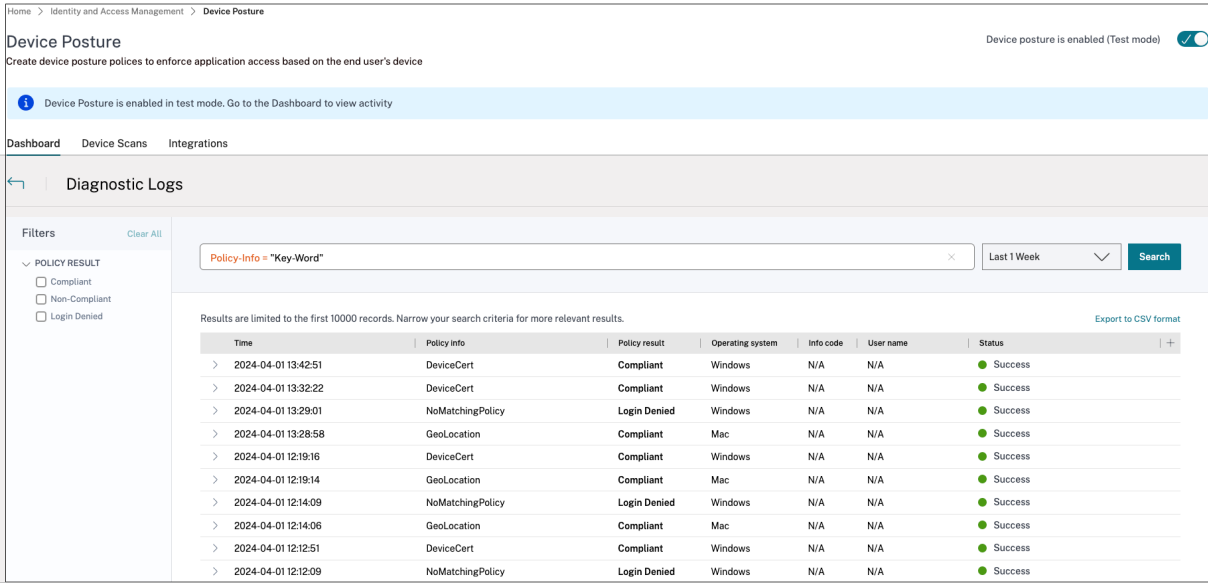 Home > Identity and Access Management > Device Posture
Device Posture
Device posture is enabled (Test mode)
Create device posture polices to enforce application access based on the end user's device
Device Posture is enabled in test mode. Go to the Dashboard to view activity
Dashboard Device Scans Integrations
Diagnostic Logs
Filters Clear All
POLICY RESULT
Compliant
Non-Compliant
Login Denied
Policy-Info = "Key-Word" Last 1 Week Search
Results are limited to the first 10000 records. Narrow your search criteria for more relevant results. Export to CSV format
Time Policy info Policy result Operating system Info code User name Status +
2024-04-01 13:42:51 DeviceCert Compliant Windows N/A N/A Success
2024-04-01 13:32:22 DeviceCert Compliant Windows N/A N/A Success
2024-04-01 13:29:01 NoMatchingPolicy Login Denied Windows N/A N/A Success
2024-04-01 13:28:58 GeoLocation Compliant Mac N/A N/A Success
2024-04-01 12:19:16 DeviceCert Compliant Windows N/A N/A Success
2024-04-01 12:19:14 GeoLocation Compliant Mac N/A N/A Success
2024-04-01 12:14:09 NoMatchingPolicy Login Denied Windows N/A N/A Success
2024-04-01 12:14:06 GeoLocation Compliant Mac N/A N/A Success
2024-04-01 12:12:51 DeviceCert Compliant Windows N/A N/A Success
2024-04-01 12:12:09 NoMatchingPolicy Login Denied Windows N/A N/A Success